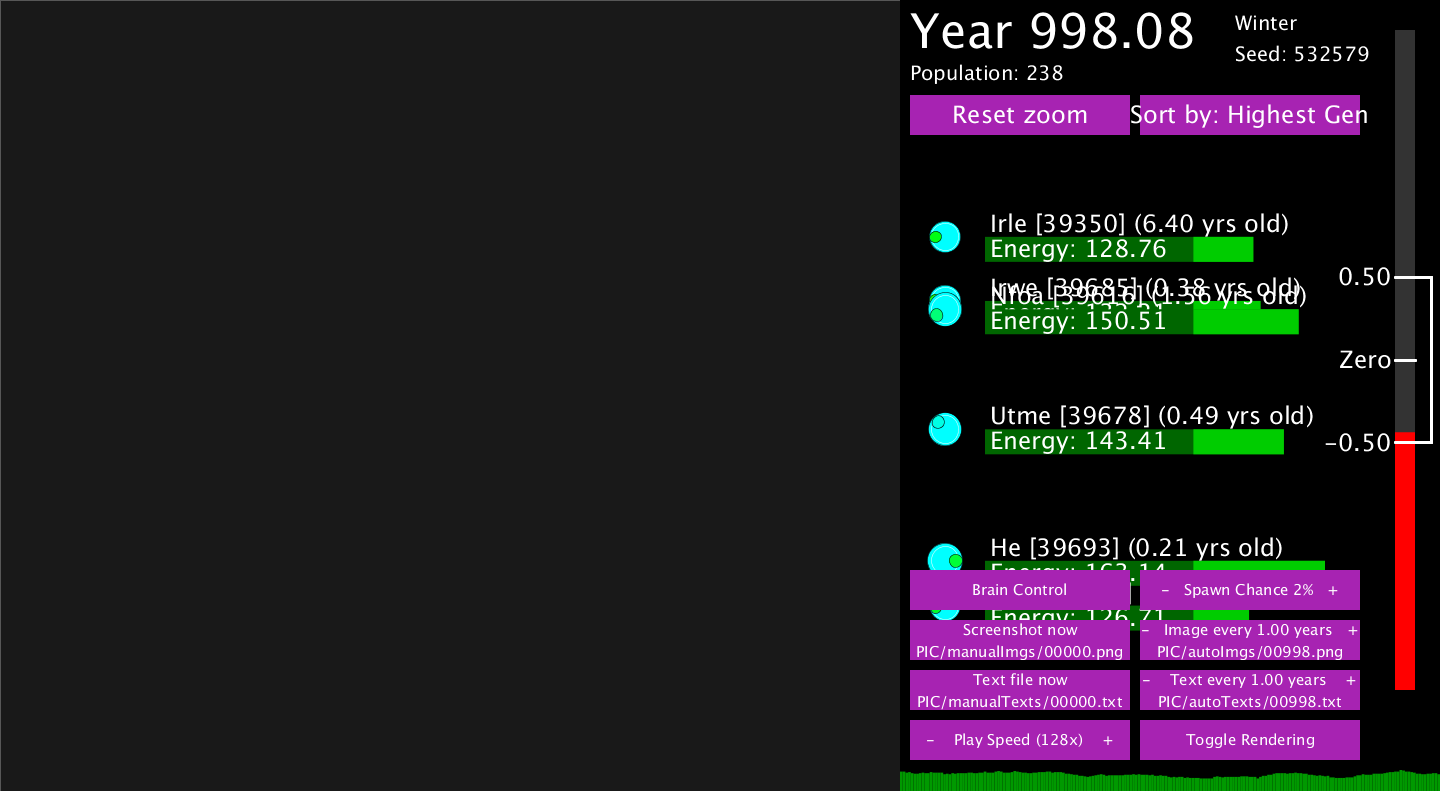 Year 998.08
Winter
Seed: 532579
Population: 238
Reset zoom
Sort by: Highest Gen
Irle [39350] (6.40 yrs old)
Energy: 128.76
0.50
Irwe [39685] (0.38 yrs old)
Nroa [39616] (1.56 yrs old)
Energy: 150.51
Zero
Utme [39678] (0.49 yrs old)
Energy: 143.41
-0.50
He [39693] (0.21 yrs old)
Energy: 163.14
Brain Control
- Spawn Chance 2% +
Energy: 126.71
Screenshot now
PIC/manualImgs/00000.png
- Image every 1.00 years +
PIC/autoImgs/00998.png
Text file now
PIC/manualTexts/00000.txt
- Text every 1.00 years +
PIC/autoTexts/00998.txt
- Play Speed (128x) +
Toggle Rendering